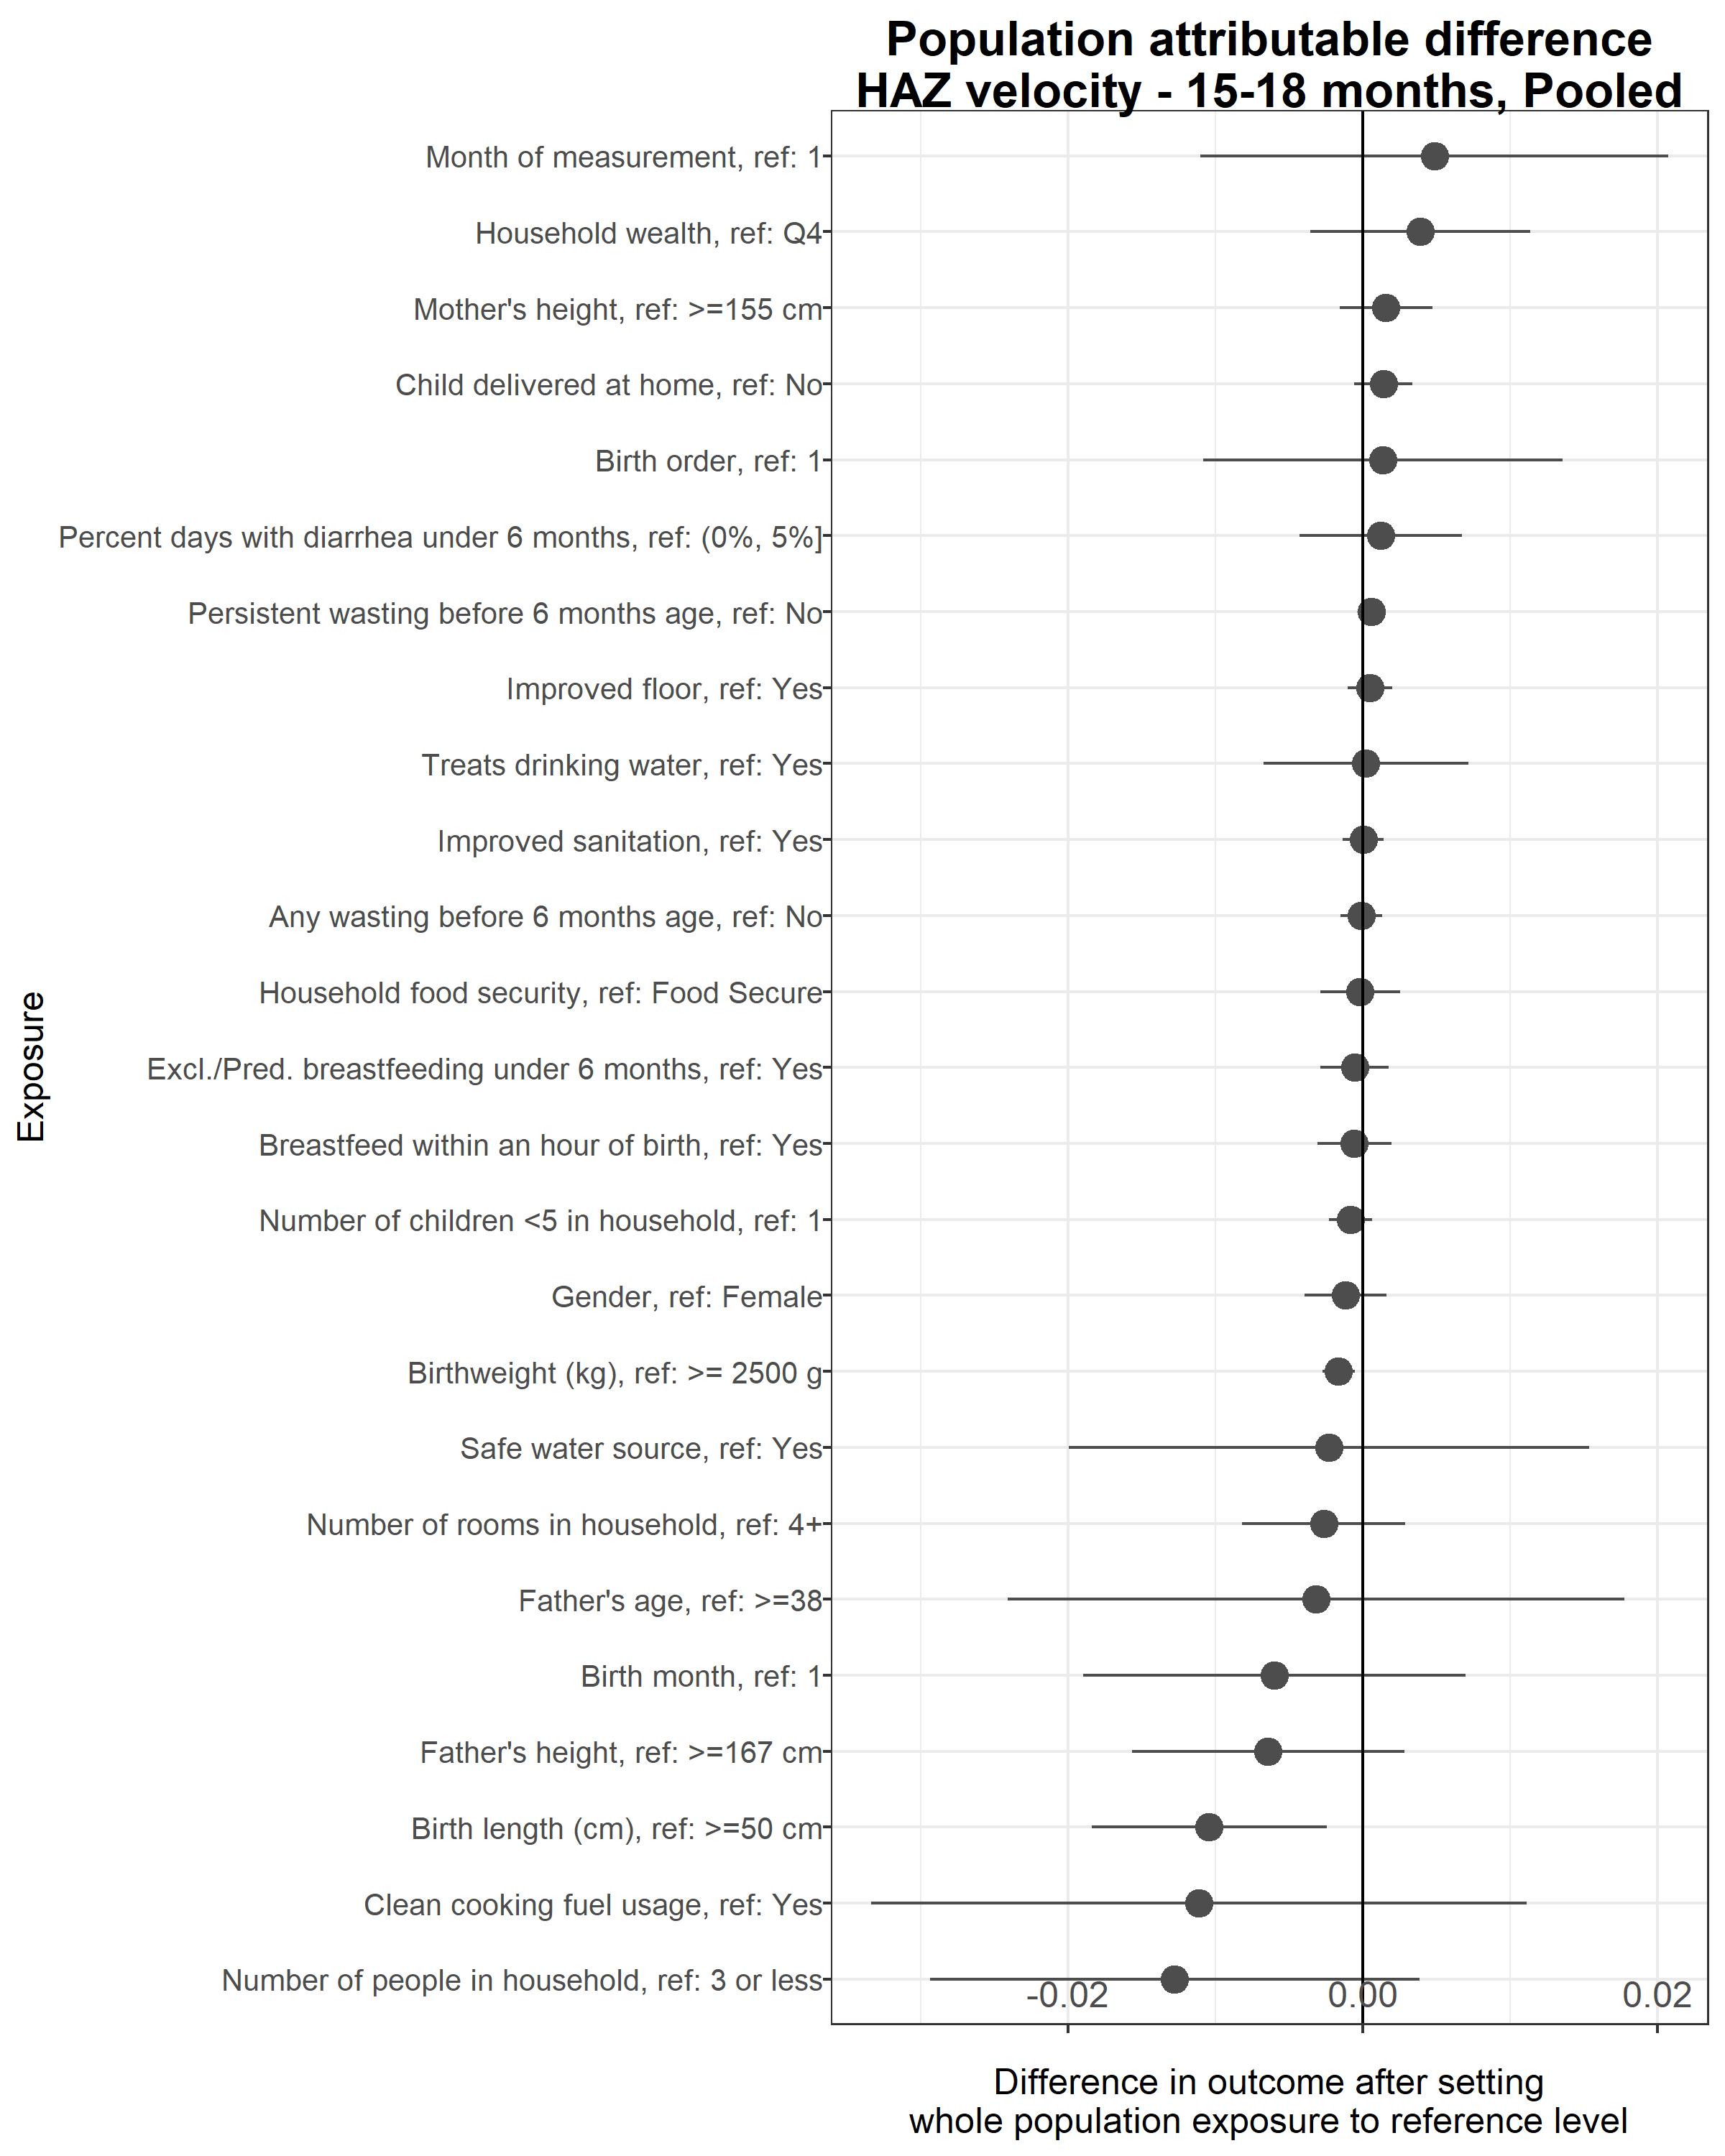 Population attributable difference
HAZ velocity - 15-18 months, Pooled
Month of measurement, ref: 1
Household wealth, ref: Q4
Mother's height, ref: >=155 cm
Child delivered at home, ref: No
Birth order, ref: 1
Percent days with diarrhea under 6 months, ref: (0%, 5%]
Persistent wasting before 6 months age, ref: No
Improved floor, ref: Yes
Treats drinking water, ref: Yes
Improved sanitation, ref: Yes
Any wasting before 6 months age, ref: No
Household food security, ref: Food Secure
Excl./Pred. breastfeeding under 6 months, ref: Yes
Breastfeed within an hour of birth, ref: Yes
Number of children <5 in household, ref: 1
Gender, ref: Female
Birthweight (kg), ref: >= 2500 g
Safe water source, ref: Yes
Number of rooms in household, ref: 4+
Father's age, ref: >=38
Birth month, ref: 1
Father's height, ref: >=167 cm
Birth length (cm), ref: >=50 cm
Clean cooking fuel usage, ref: Yes
Number of people in household, ref: 3 or less
Exposure
-0.02 0.00 0.02
Difference in outcome after setting
whole population exposure to reference level